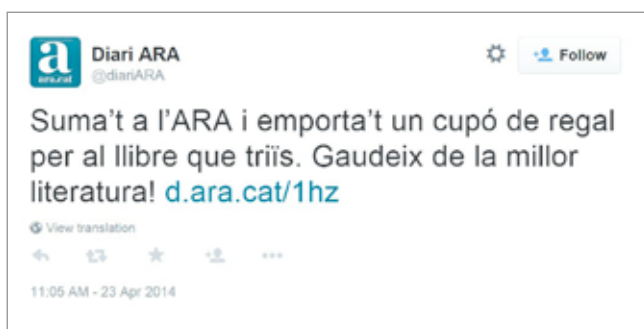 a
ara.cat
Diari ARA
@diariARA
Follow
Suma't a l'ARA i emporta't un cupó de regal
per al llibre que triïs. Gaudeix de la millor
literatura! d.ara.cat/1hz
View translation
11:05 AM - 23 Apr 2014